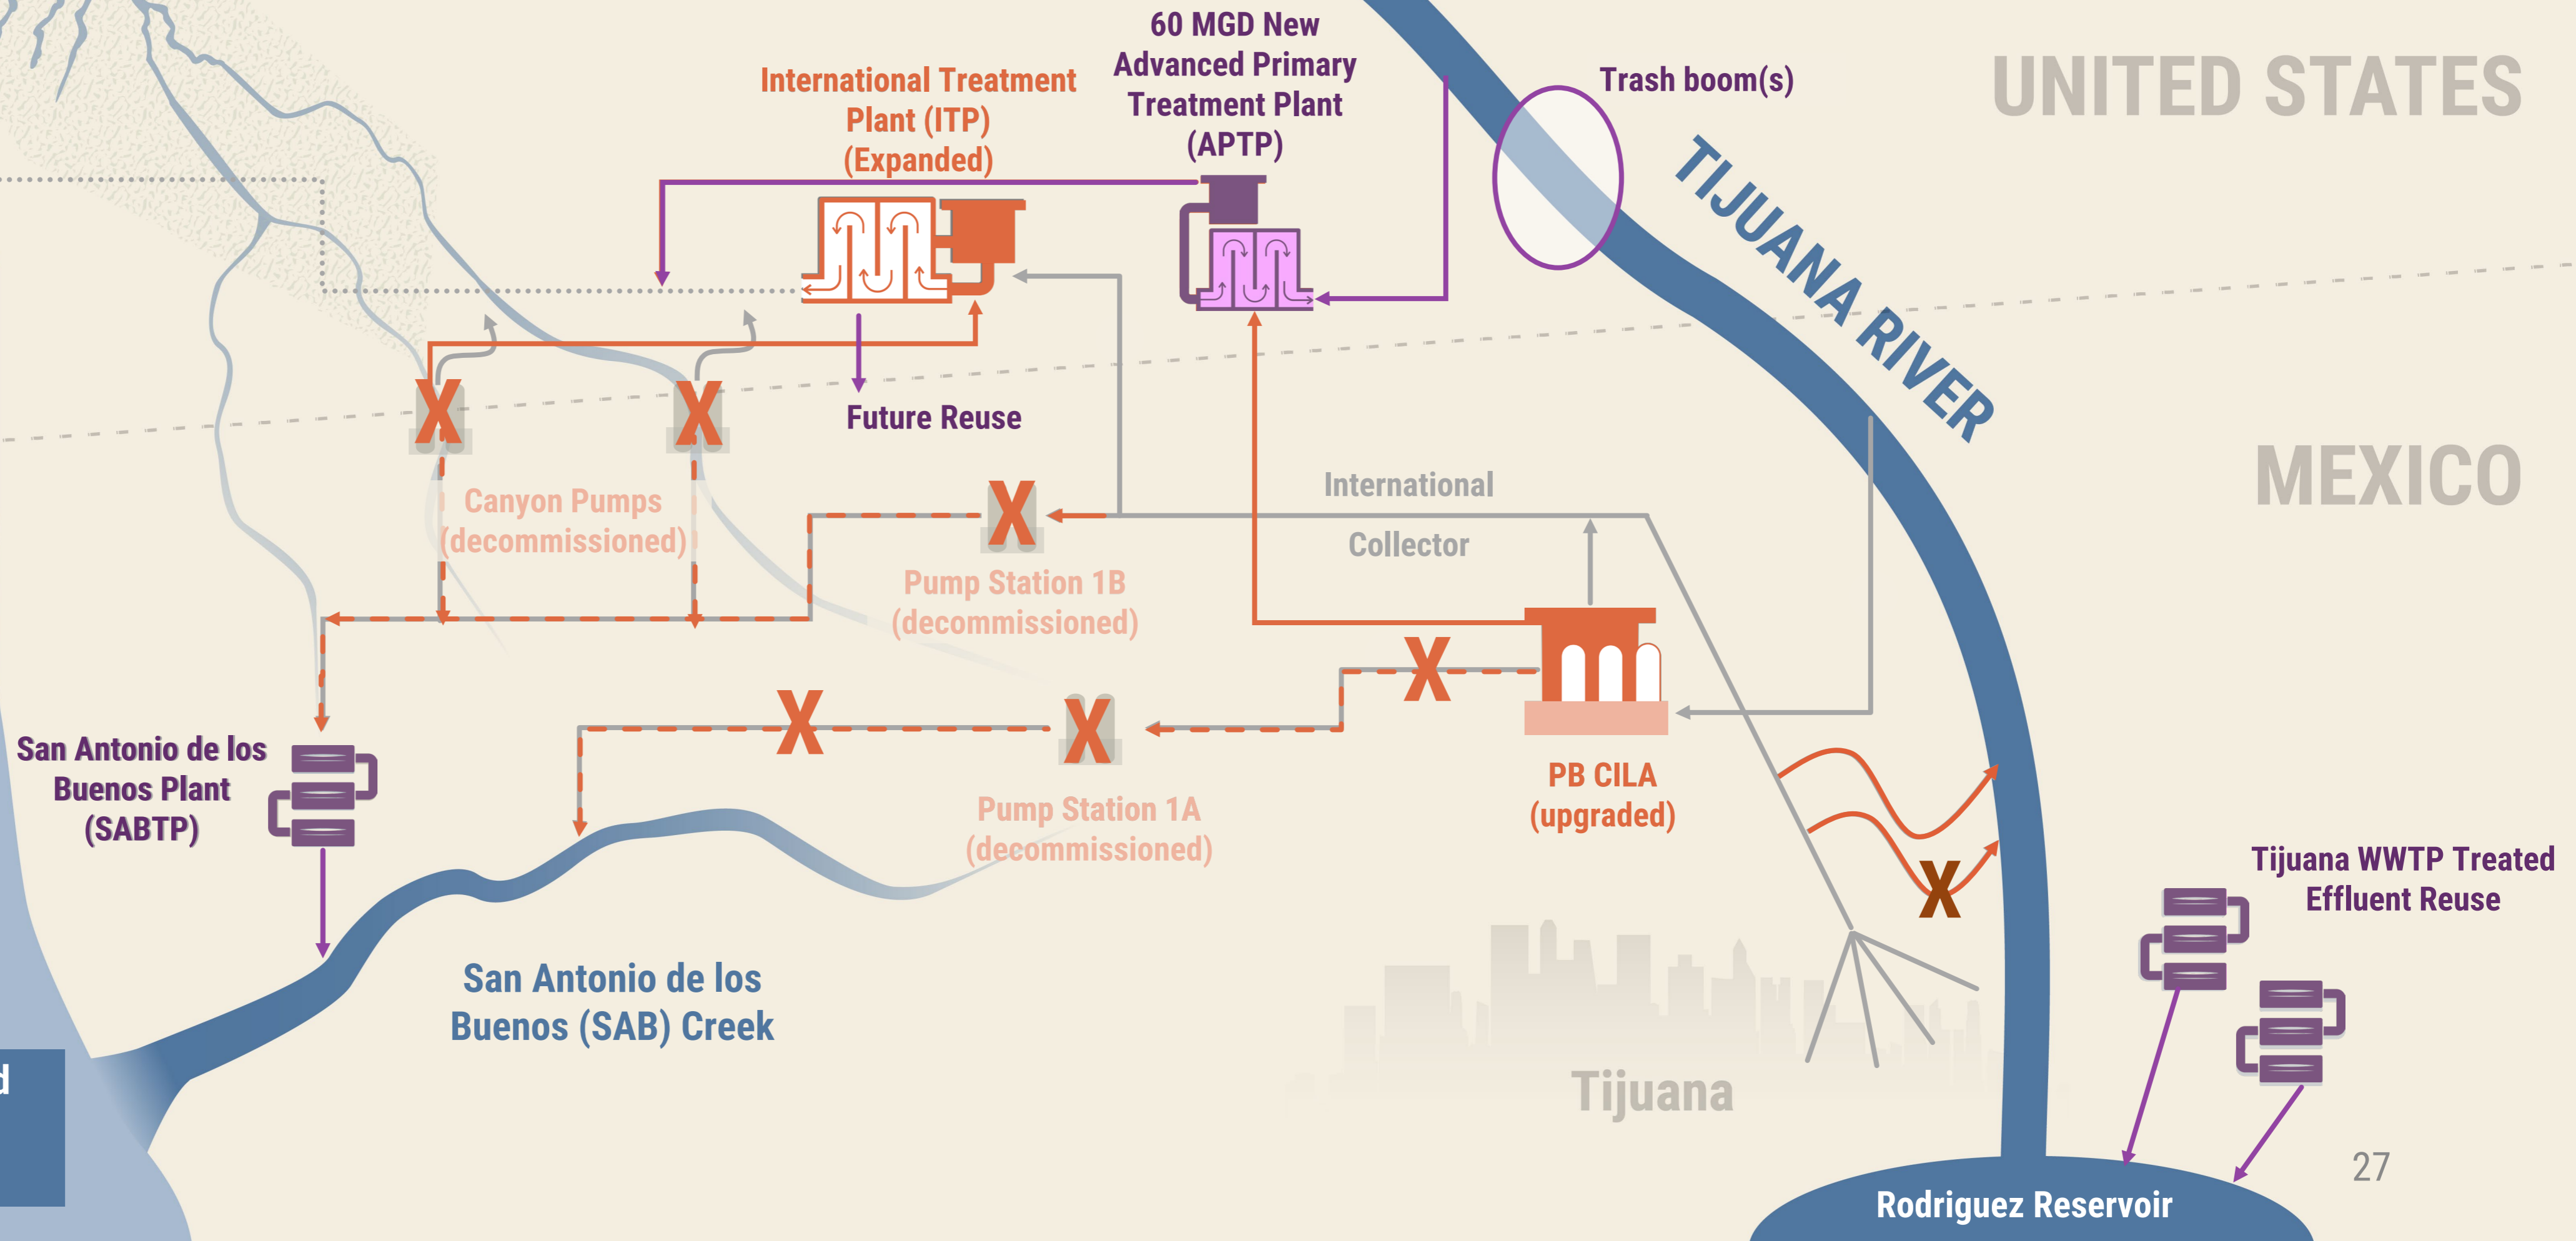 60 MGD New
Advanced Primary
Treatment Plant
(APTP)
International Treatment
Plant (ITP)
(Expanded)
Trash boom(s)
UNITED STATES
TIJUANA RIVER
MEXICO
Future Reuse
International
Collector
Canyon Pumps
(decommissioned)
X
X
X
Pump Station 1B
(decommissioned)
X
X
X
Pump Station 1A
(decommissioned)
PB CILA
(upgraded)
San Antonio de los
Buenos Plant
(SABTP)
X
Tijuana WWTP Treated
Effluent Reuse
San Antonio de los
Buenos (SAB) Creek
Tijuana
d
27
Rodriguez Reservoir